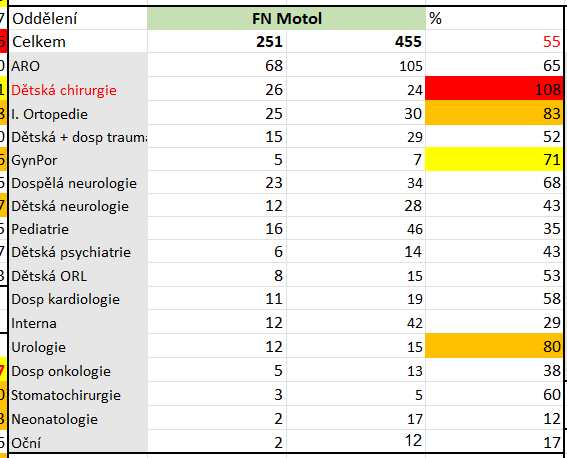 Oddělení FN Motol %
Celkem 251 455 55
ARO 68 105 65
Dětská chirurgie 26 24 108
I. Ortopedie 25 30 83
Dětská + dosp trauma 15 29 52
GynPor 5 7 71
Dospělá neurologie 23 34 68
Dětská neurologie 12 28 43
Pediatrie 16 46 35
Dětská psychiatrie 6 14 43
Dětská ORL 8 15 53
Dosp kardiologie 11 19 58
Interna 12 42 29
Urologie 12 15 80
Dosp onkologie 5 13 38
Stomatochirurgie 3 5 60
Neonatologie 2 17 12
Oční 2 12 17